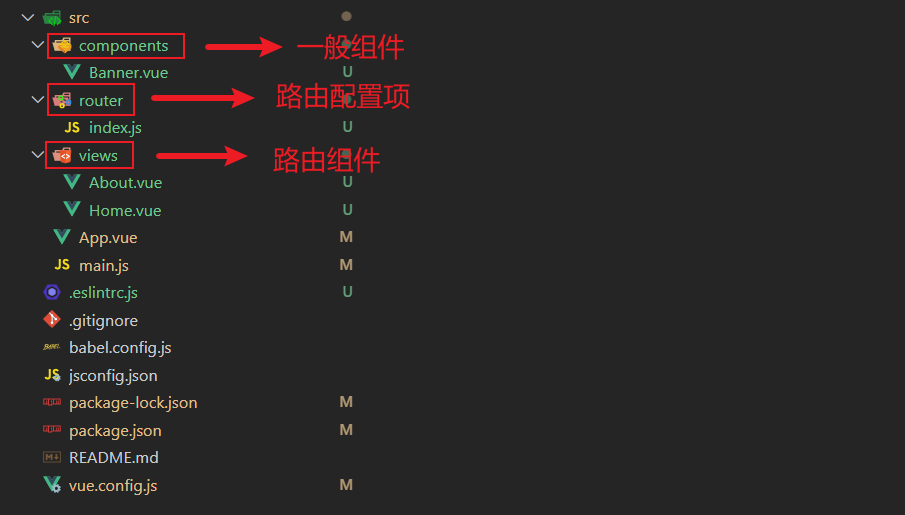 src
components 一般组件
Banner.vue U
router 路由配置项
JS index.js U
views 路由组件
About.vue U
Home.vue U
App.vue M
JS main.js M
.eslintrc.js U
.gitignore
BABEL babel.config.js
JS jsconfig.json
package-lock.json M
package.json M
README.md
vue.config.js M